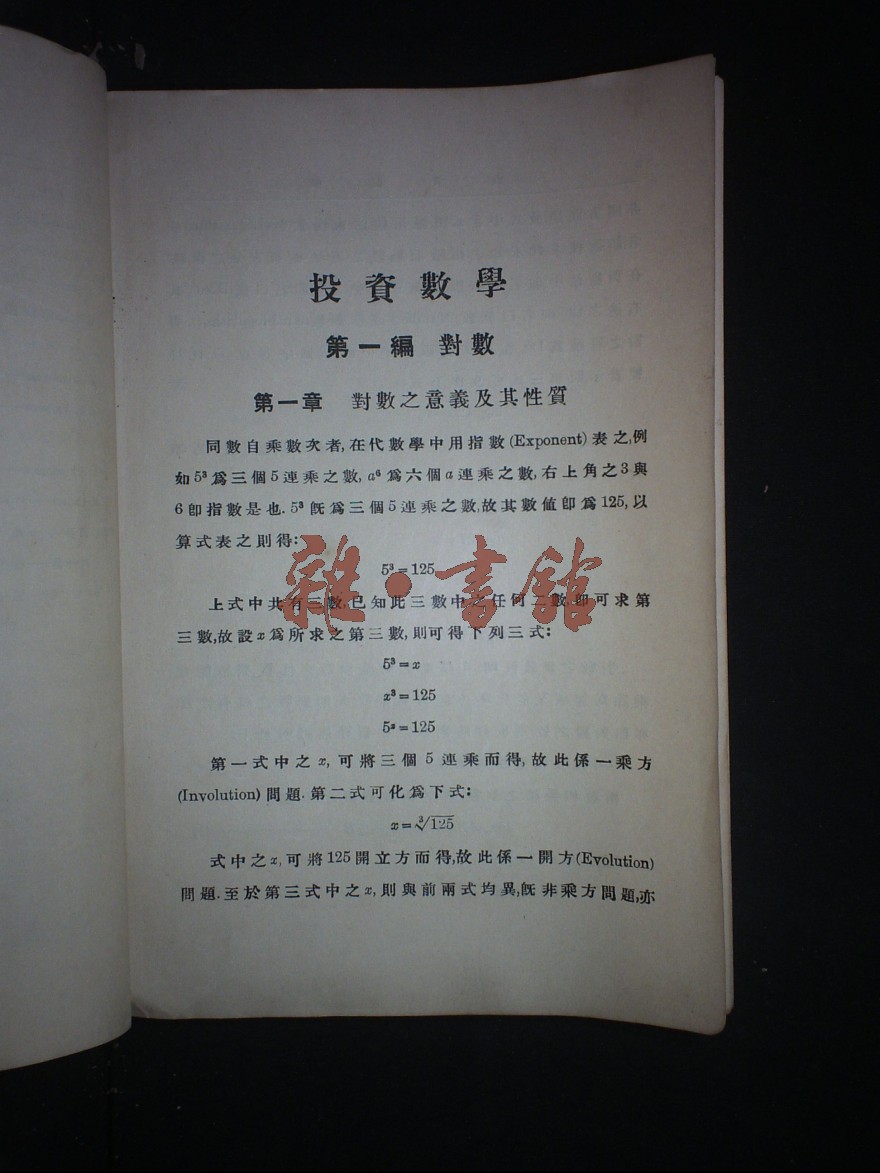 投資數學
第一編 對數
第一章 對數之意義及其性質
同數自乘數次者,在代數學中用指數(Exponent)表之,例
如5³爲三個5連乘之數,a⁶爲六個a連乘之數,右上角之3與
6卽指數是也.5³旣爲三個5連乘之數,故其數値卽爲125,以
算式表之則得:
5³=125
雜·書館
上式中共有三數,已知此三數中之任何二數,卽可求第
三數,故設x爲所求之第三數,則可得下列三式:
5³=x
x³=125
5ˣ=125
第一式中之x,可將三個5連乘而得,故此係一乘方
(Involution)問題.第二式可化爲下式:
x=∛125
式中之x,可將125開立方而得,故此係一開方(Evolution)
問題.至於第三式中之x,則與前兩式均異,旣非乘方問題,亦